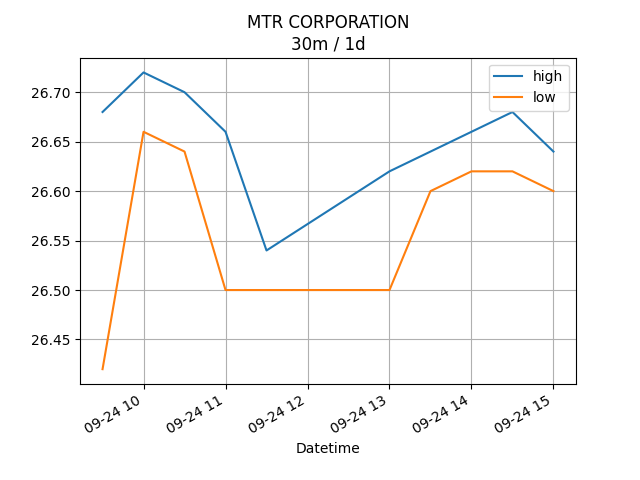 MTR CORPORATION
30m / 1d
high
low
26.70
26.65
26.60
26.55
26.50
26.45
09-24 10
09-24 11
09-24 12
09-24 13
09-24 14
09-24 15
Datetime